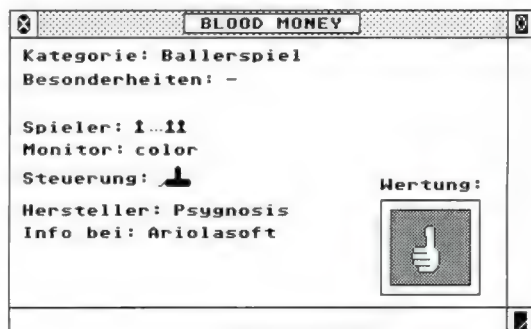 BLOOD MONEY
Kategorie: Ballerspiel
Besonderheiten: -
Spieler: 1...11
Monitor: color
Steuerung:
Wertung:
Hersteller: Psygnosis
Info bei: Ariolasoft